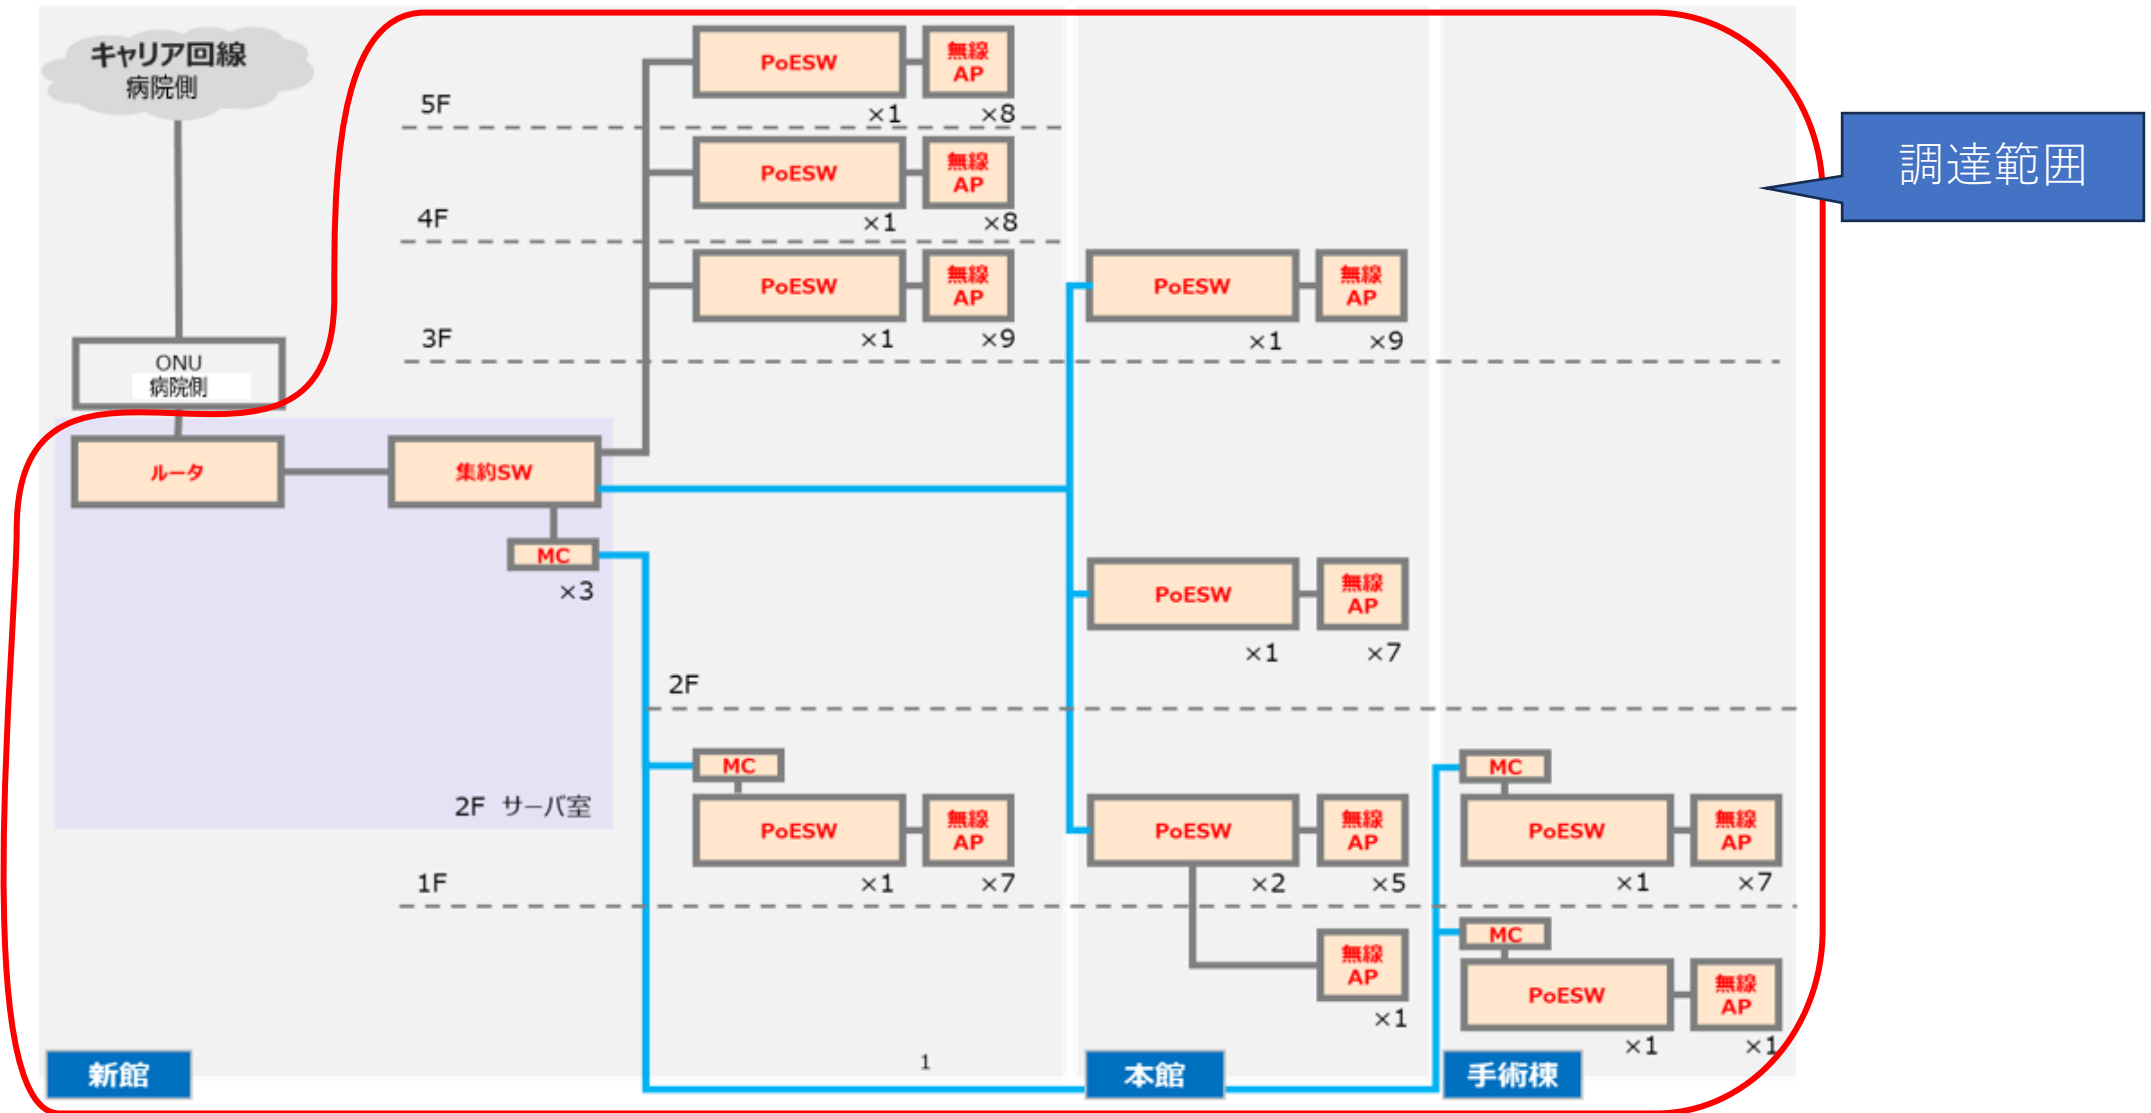 キャリア回線
病院側
調達範囲
PoESW
無線
AP
×1
×8
5F
PoESW
無線
AP
×1
×8
4F
PoESW
無線
AP
×1
×9
3F
PoESW
無線
AP
×1
×9
ONU
病院側
ルータ
集約SW
MC
×3
PoESW
無線
AP
×1
×7
2F
2F サーバ室
MC
PoESW
無線
AP
×1
×7
1F
PoESW
無線
AP
×2
×5
MC
PoESW
無線
AP
×1
×7
無線
AP
×1
MC
PoESW
無線
AP
×1
×1
1
新館
本館
手術棟